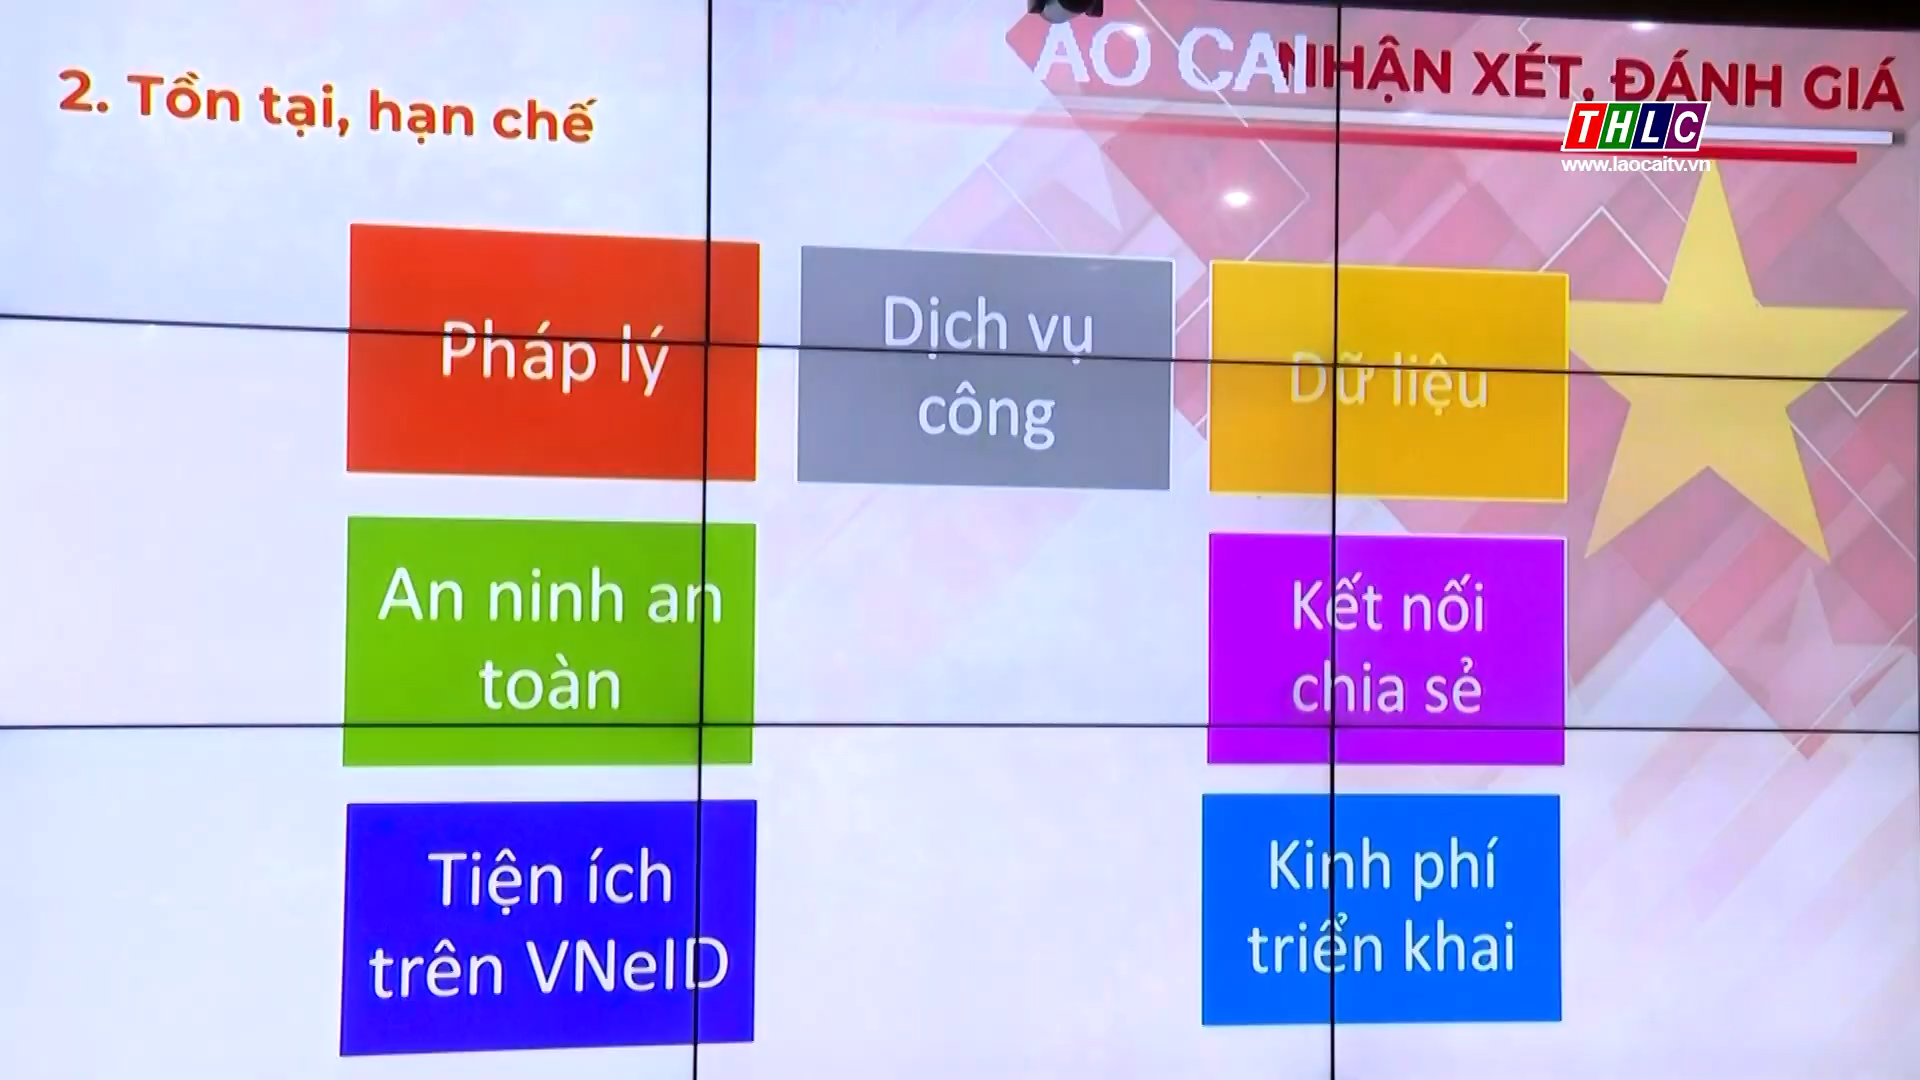 2. Tồn tại, hạn chế
LAO CAI
NHẬN XÉT, ĐÁNH GIÁ
THLC
www.laocaitv.vn
Pháp lý
Dịch vụ
công
Dữ liệu
An ninh an
toàn
Kết nối
chia sẻ
Tiện ích
trên VNeID
Kinh phí
triển khai